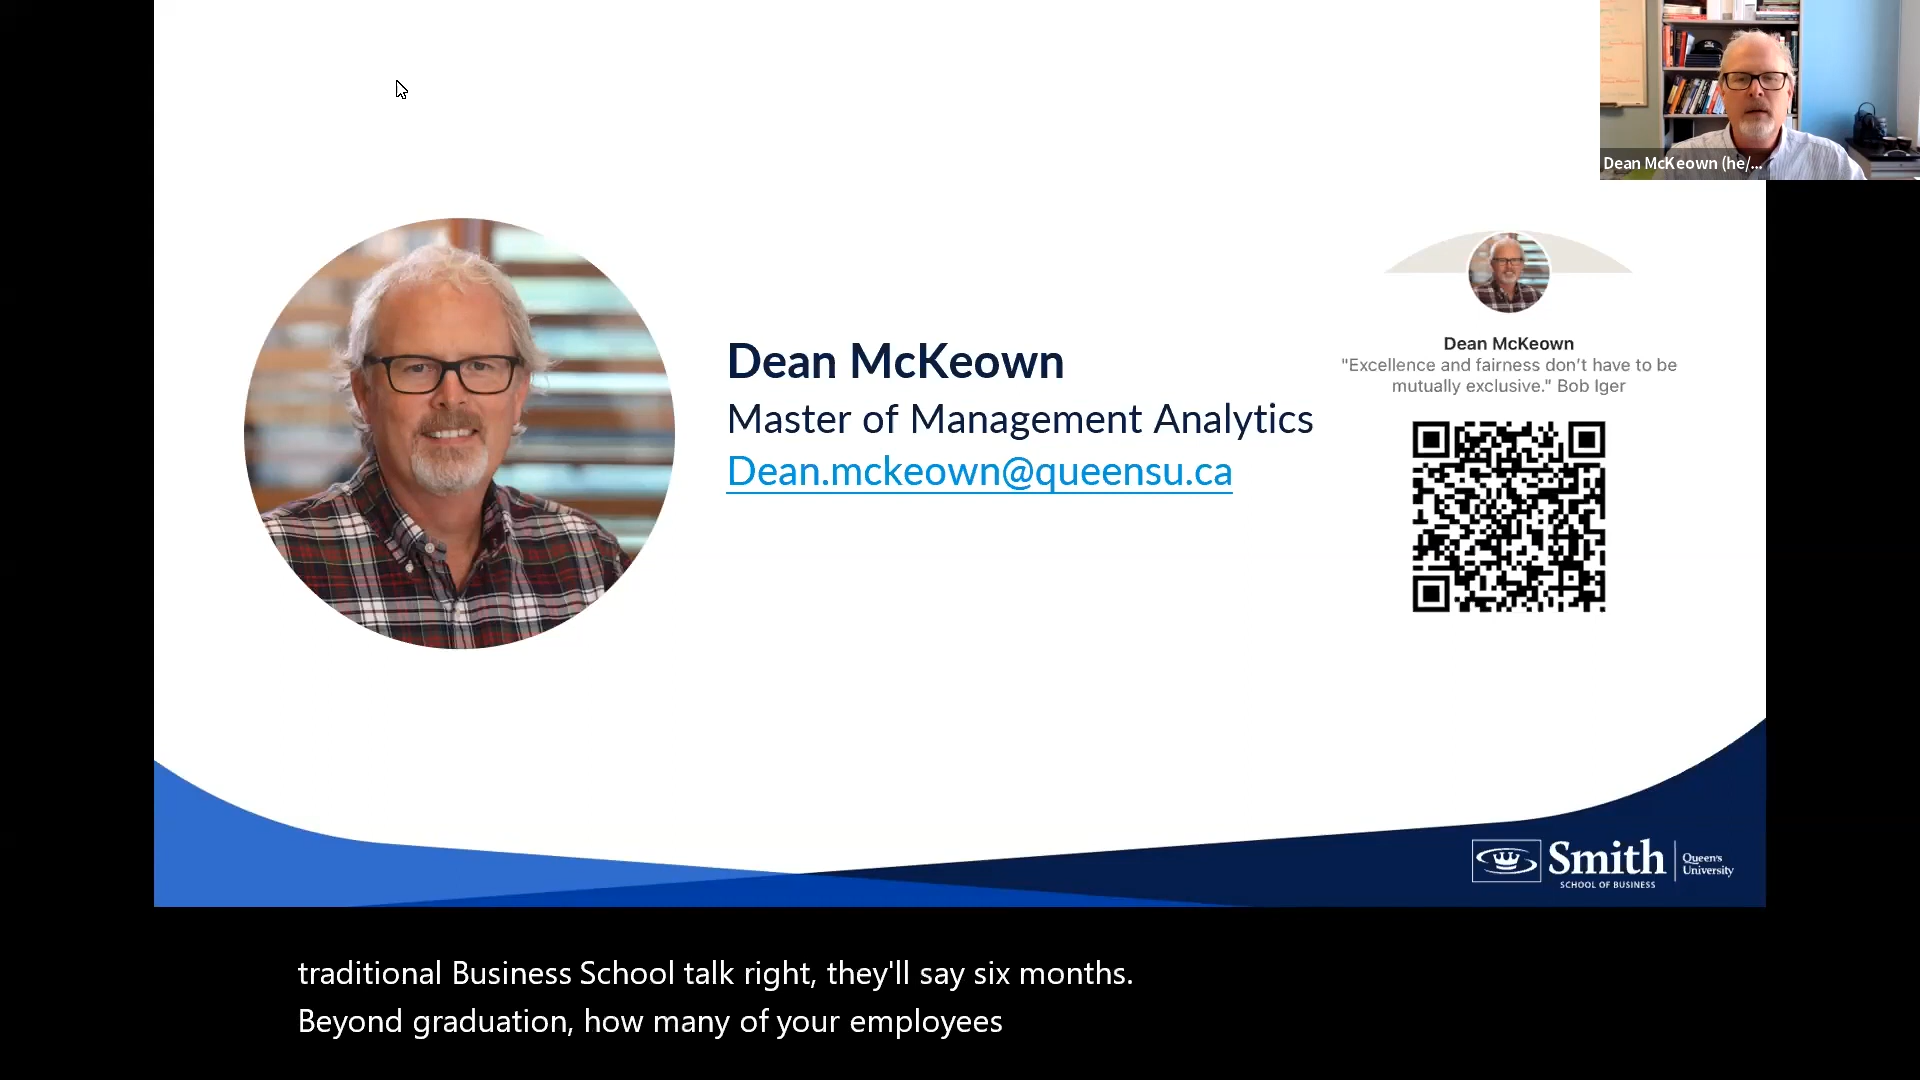 Dean McKeown (he/...
Dean McKeown
Master of Management Analytics
Dean.mckeown@queensu.ca
Dean McKeown
"Excellence and fairness don't have to be
mutually exclusive." Bob Iger
Smith
SCHOOL OF BUSINESS
Queen's
University
traditional Business School talk right, they'll say six months.
Beyond graduation, how many of your employees